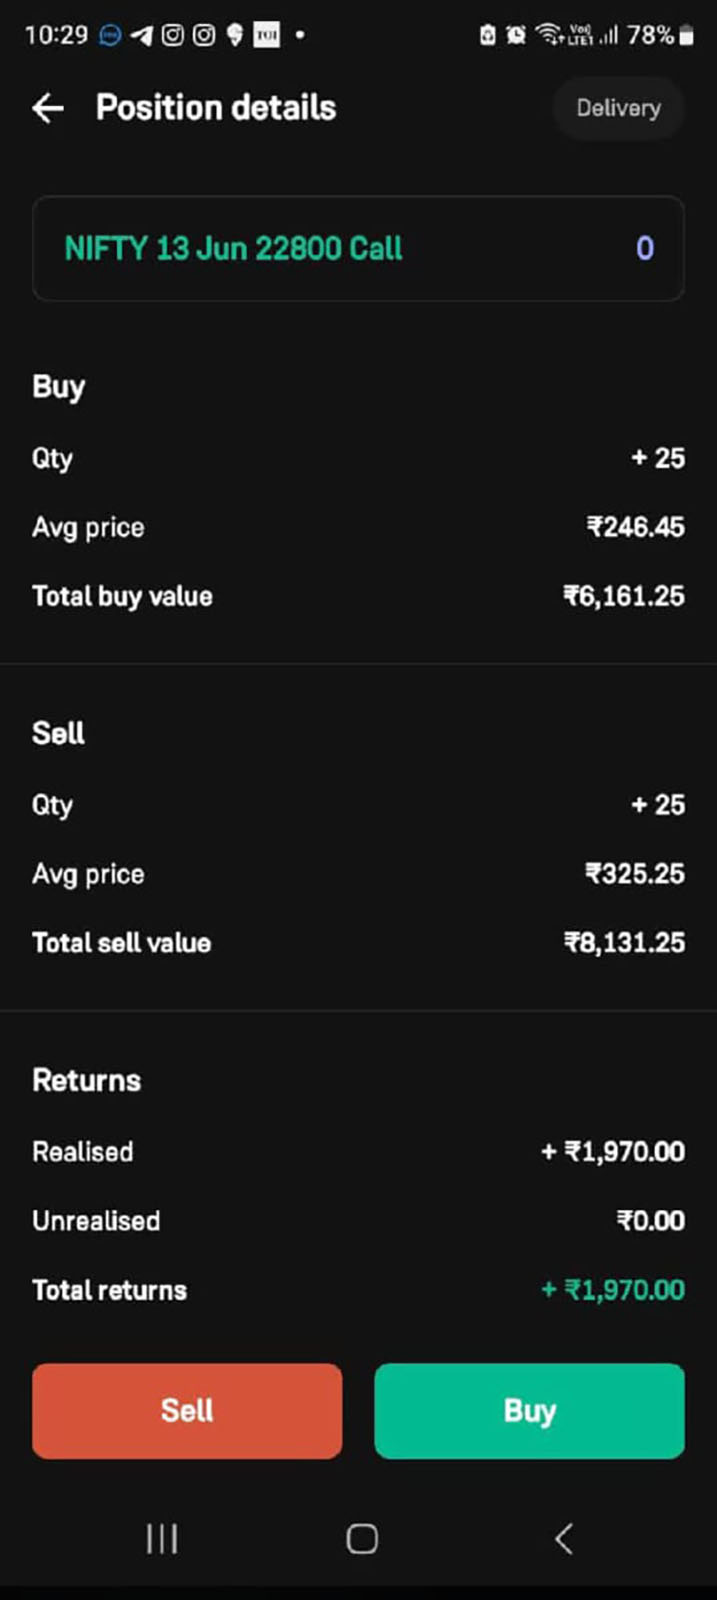 10:29 TOI 78%
Position details
Delivery
NIFTY 13 Jun 22800 Call 0
Buy
Qty + 25
Avg price ₹246.45
Total buy value ₹6,161.25
Sell
Qty + 25
Avg price ₹325.25
Total sell value ₹8,131.25
Returns
Realised + ₹1,970.00
Unrealised ₹0.00
Total returns + ₹1,970.00
Sell Buy